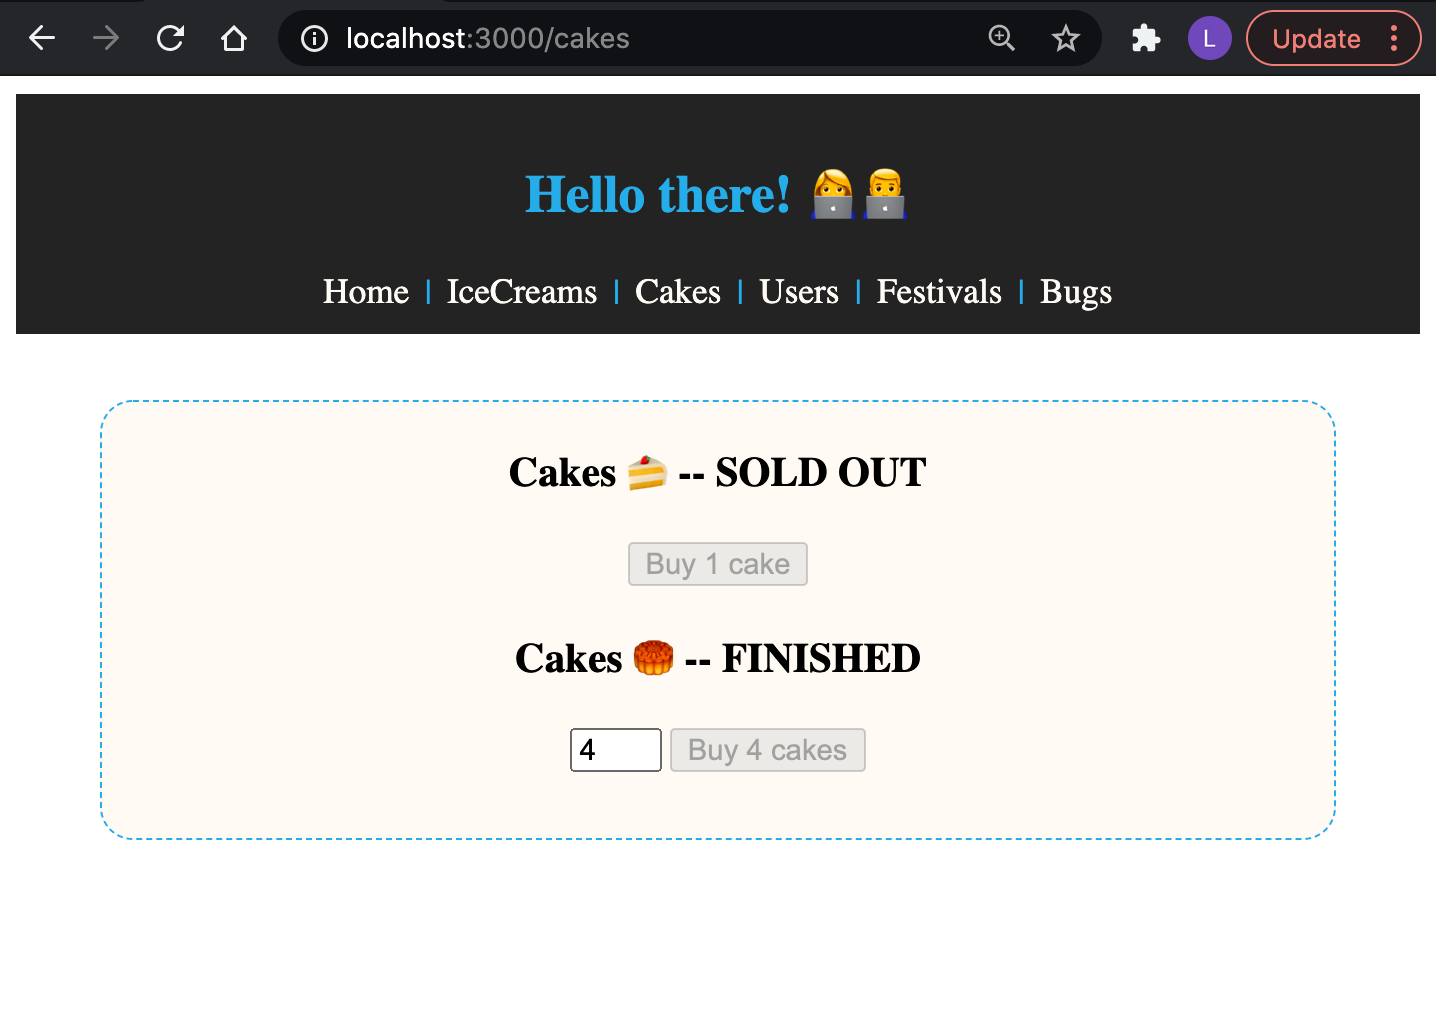 localhost:3000/cakes
L
Update
Hello there! 👩‍💻👨‍💻
Home | IceCreams | Cakes | Users | Festivals | Bugs
Cakes 🍰 -- SOLD OUT
Buy 1 cake
Cakes 🥮 -- FINISHED
4 Buy 4 cakes